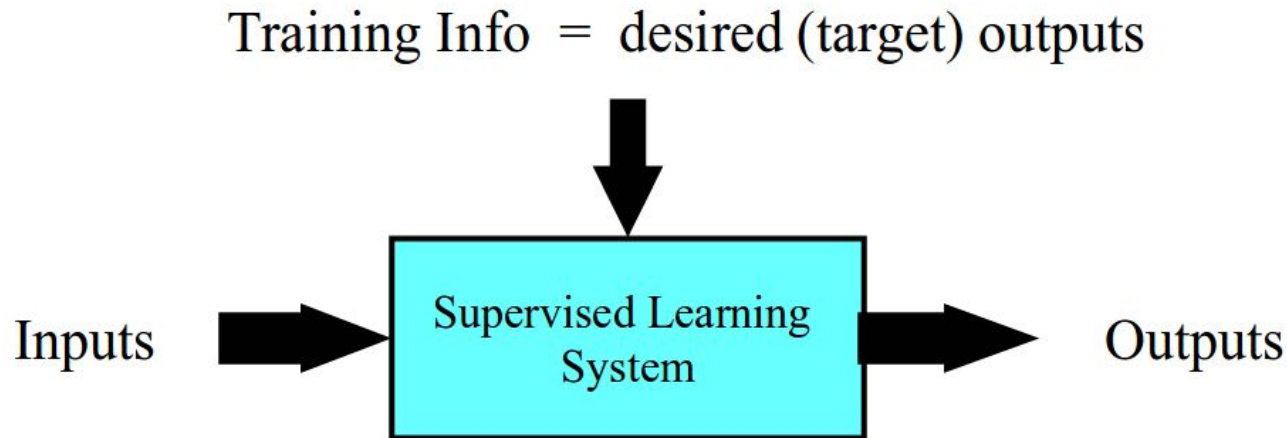 Training Info = desired (target) outputs
Inputs
Supervised Learning
System
Outputs